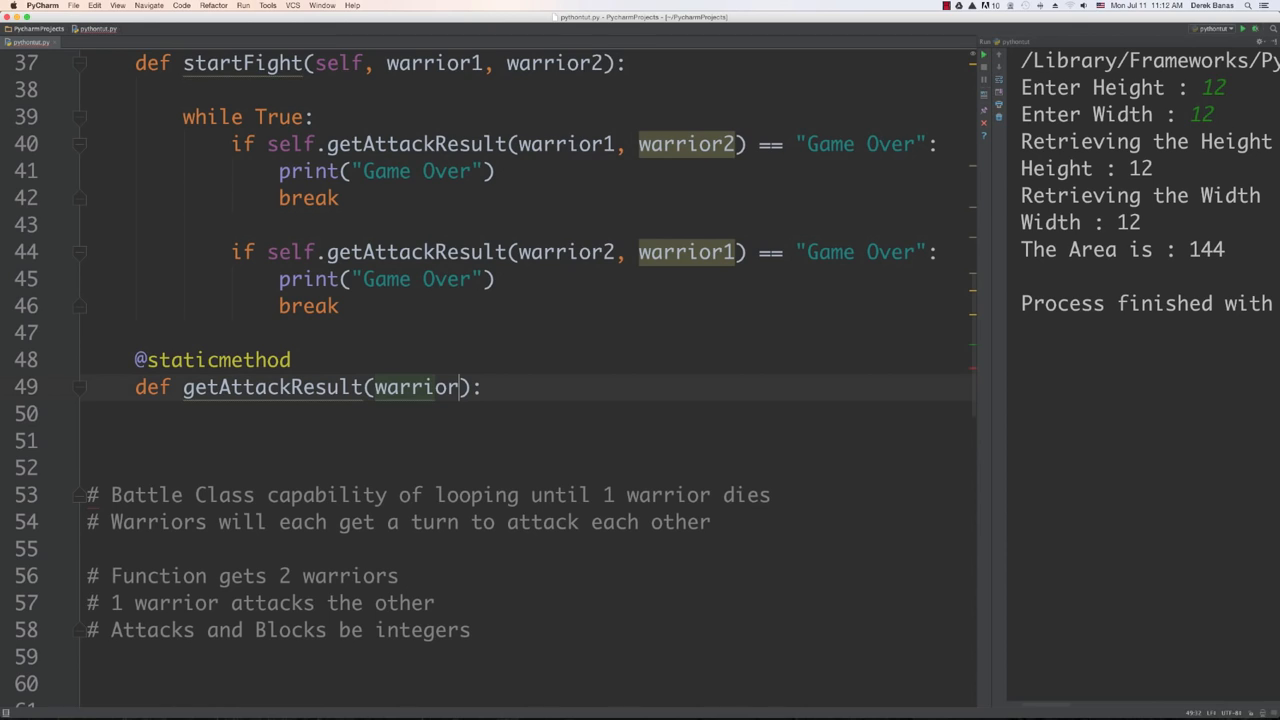 PyCharm File Edit View Navigate Code Refactor Run Tools VCS Window Help
10 Mon Jul 11 11:12 AM Derek Banas
pythontut.py - PycharmProjects - [~/PycharmProjects]
PycharmProjects pythontut.py
pythontut
pythontut.py
Run: pythontut
37 def startFight(self, warrior1, warrior2):
38
39 while True:
40 if self.getAttackResult(warrior1, warrior2) == "Game Over":
41 print("Game Over")
42 break
43
44 if self.getAttackResult(warrior2, warrior1) == "Game Over":
45 print("Game Over")
46 break
47
48 @staticmethod
49 def getAttackResult(warrior):
50
51
52
53 # Battle Class capability of looping until 1 warrior dies
54 # Warriors will each get a turn to attack each other
55
56 # Function gets 2 warriors
57 # 1 warrior attacks the other
58 # Attacks and Blocks be integers
59
60
/Library/Frameworks/Py
Enter Height : 12
Enter Width : 12
Retrieving the Height
Height : 12
Retrieving the Width
Width : 12
The Area is : 144
Process finished with
49:32 LF÷ UTF-8÷